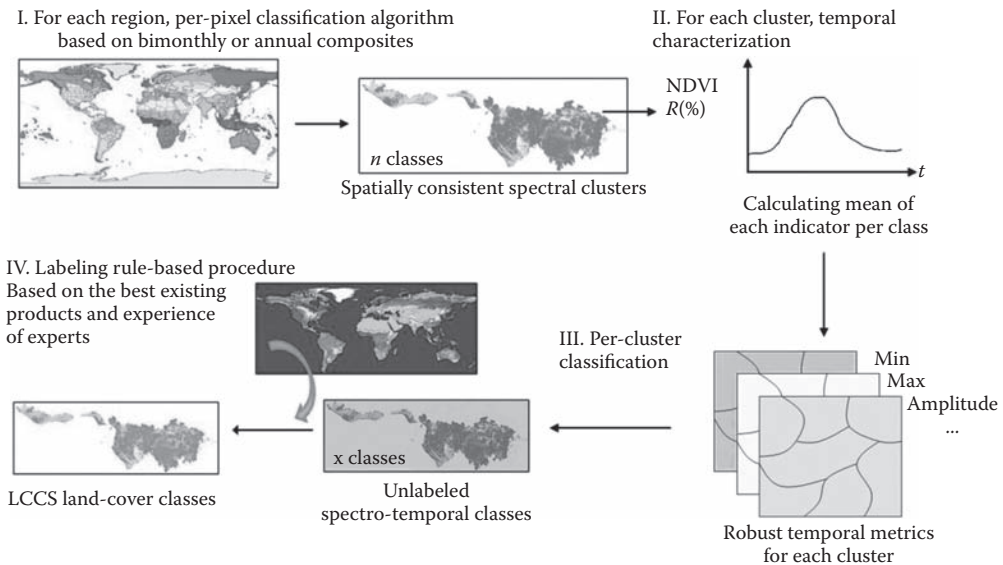 I. For each region, per-pixel classification algorithm
based on bimonthly or annual composites
n classes
Spatially consistent spectral clusters
II. For each cluster, temporal
characterization
NDVI
R(%)
t
Calculating mean of
each indicator per class
Min
Max
Amplitude
...
Robust temporal metrics
for each cluster
III. Per-cluster
classification
x classes
Unlabeled
spectro-temporal classes
IV. Labeling rule-based procedure
Based on the best existing
products and experience
of experts
LCCS land-cover classes